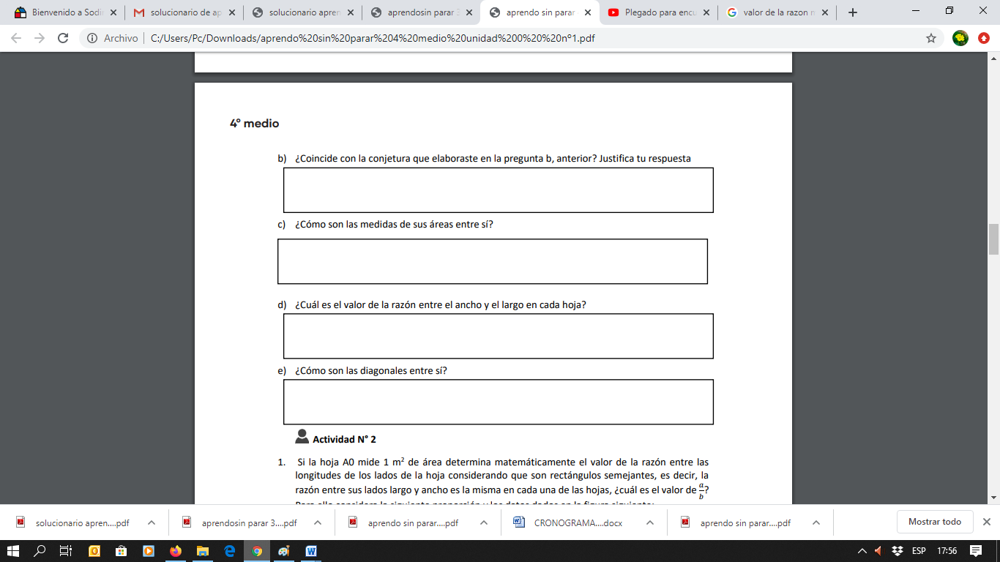 Bienvenido a Sodi
solucionario de ap
solucionario apren
aprendosin parar 3
aprendo sin parar
Plegado para encu
valor de la razon n
Archivo
C:/Users/Pc/Downloads/aprendo%20sin%20parar%204%20medio%20unidad%200%20%20nº1.pdf
4° medio
b) ¿Coincide con la conjetura que elaboraste en la pregunta b, anterior? Justifica tu respuesta
c) ¿Cómo son las medidas de sus áreas entre sí?
d) ¿Cuál es el valor de la razón entre el ancho y el largo en cada hoja?
e) ¿Cómo son las diagonales entre sí?
Actividad N° 2
1. Si la hoja A0 mide 1 m² de área determina matemáticamente el valor de la razón entre las
longitudes de los lados de la hoja considerando que son rectángulos semejantes, es decir, la
razón entre sus lados largo y ancho es la misma en cada una de las hojas, ¿cuál es el valor de a/b?
solucionario apren....pdf
aprendosin parar 3....pdf
aprendo sin parar....pdf
CRONOGRAMA....docx
aprendo sin parar....pdf
Mostrar todo
ESP
17:56